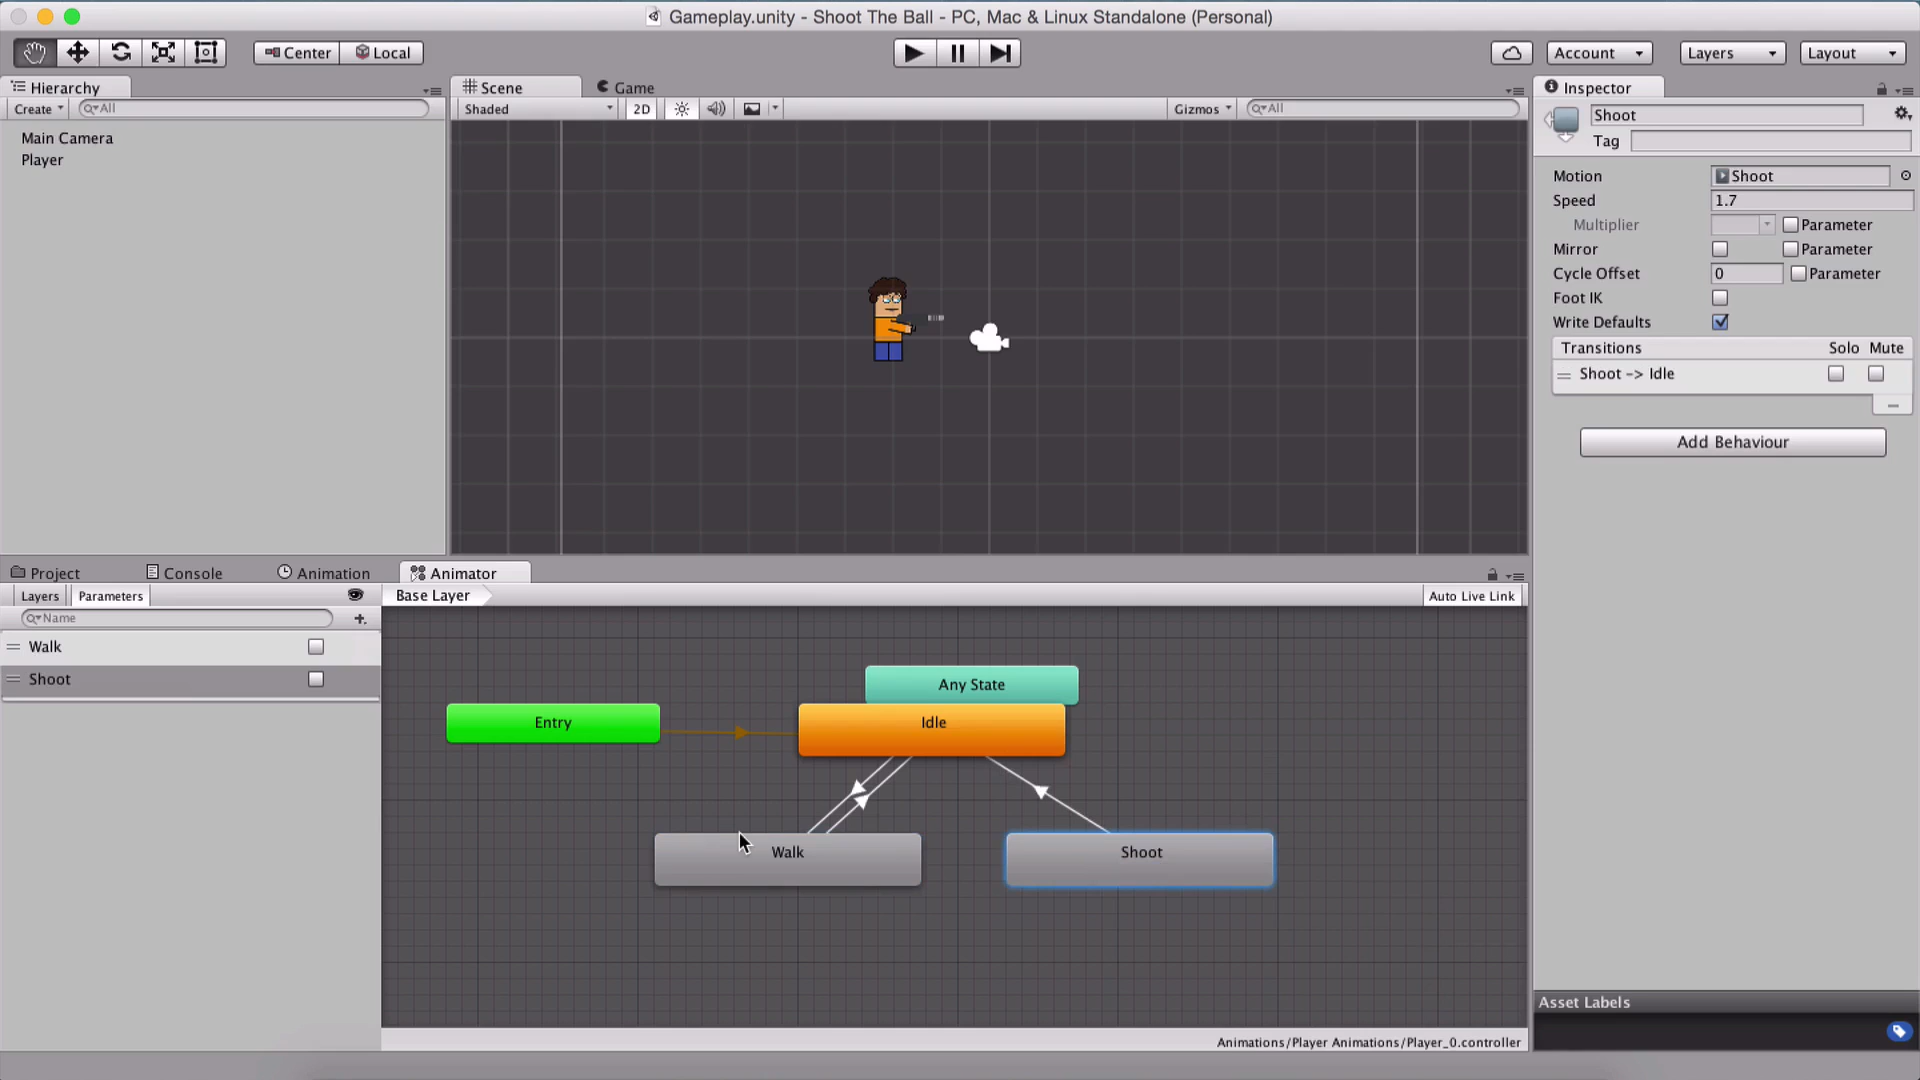 Gameplay.unity - Shoot The Ball - PC, Mac & Linux Standalone (Personal)
Center Local
Account Layers Layout
Hierarchy
Create All
Main Camera
Player
Scene Game
Shaded 2D Gizmos All
Inspector
Shoot
Tag
Motion Shoot
Speed 1.7
Multiplier Parameter
Mirror Parameter
Cycle Offset 0 Parameter
Foot IK
Write Defaults
Transitions Solo Mute
Shoot -> Idle
Add Behaviour
Project Console Animation Animator
Layers Parameters Base Layer Auto Live Link
Name
Walk
Shoot
Any State
Entry
Idle
Walk
Shoot
Animations/Player Animations/Player_0.controller
Asset Labels